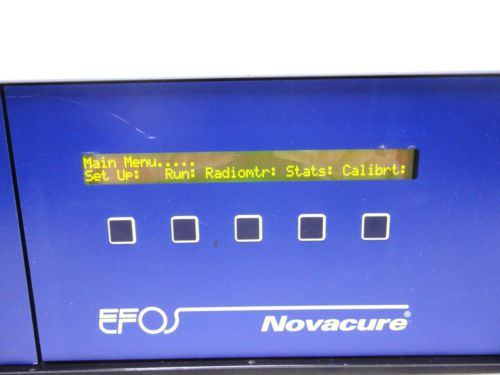 Main Menu.....
Set Up: Run: Radiomtr: Stats: Calibrt:
EFOS Novacure®